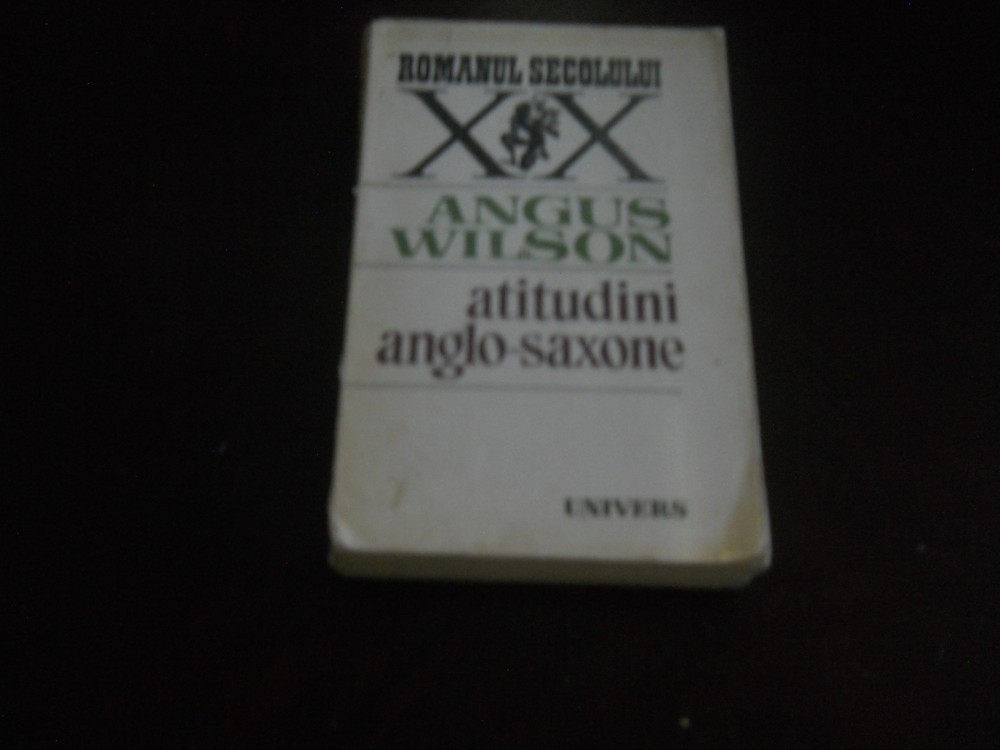 ROMANUL SECOLULUI
XX
ANGUS
WILSON
atitudini
anglo-saxone
UNIVERS